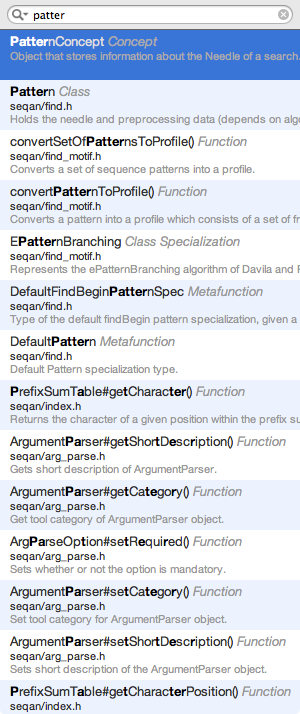 patter
PatternConcept Concept
Object that stores information about the Needle of a search.
Pattern Class
seqan/find.h
Holds the needle and preprocessing data (depends on algo
convertSetOfPatternsToProfile() Function
seqan/find_motif.h
Converts a set of sequence patterns into a profile.
convertPatternToProfile() Function
seqan/find_motif.h
Converts a pattern into a profile which consists of a set of fr
EPatternBranching Class Specialization
seqan/find_motif.h
Represents the ePatternBranching algorithm of Davila and
DefaultFindBeginPatternSpec Metafunction
seqan/find.h
Type of the default findBegin pattern specialization, given a
DefaultPattern Metafunction
seqan/find.h
Default Pattern specialization type.
PrefixSumTable#getCharacter() Function
seqan/index.h
Returns the character of a given position within the prefix su
ArgumentParser#getShortDescription() Function
seqan/arg_parse.h
Gets short description of ArgumentParser.
ArgumentParser#getCategory() Function
seqan/arg_parse.h
Get tool category of ArgumentParser object.
ArgParseOption#setRequired() Function
seqan/arg_parse.h
Sets whether or not the option is mandatory.
ArgumentParser#setCategory() Function
seqan/arg_parse.h
Set tool category for ArgumentParser object.
ArgumentParser#setShortDescription() Function
seqan/arg_parse.h
Sets short description of the ArgumentParser object.
PrefixSumTable#getCharacterPosition() Function
seqan/index.h